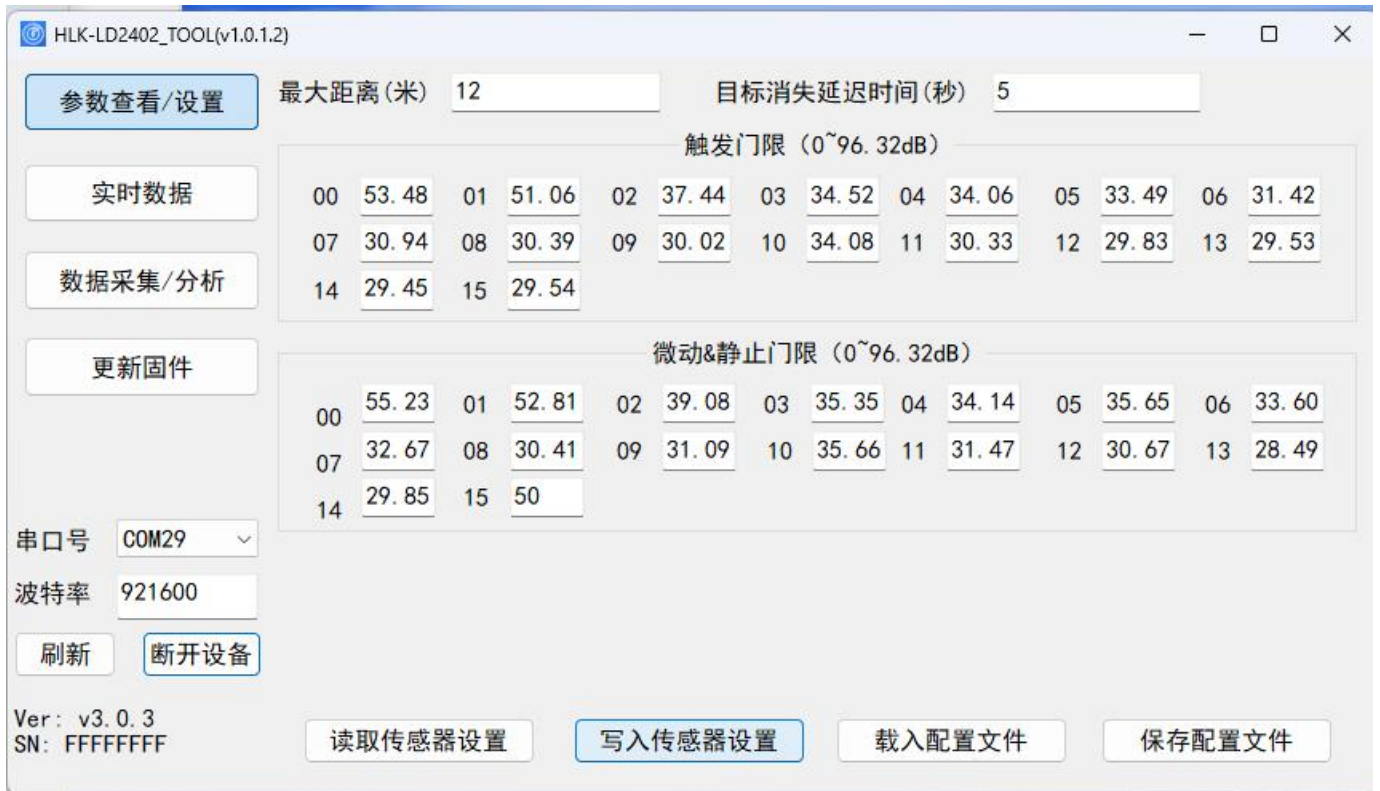 HLK-LD2402_TOOL(v1.0.1.2)
参数查看/设置
最大距离(米) 12 目标消失延迟时间(秒) 5
触发门限（0~96.32dB）
实时数据
00 53.48 01 51.06 02 37.44 03 34.52 04 34.06 05 33.49 06 31.42
07 30.94 08 30.39 09 30.02 10 34.08 11 30.33 12 29.83 13 29.53
数据采集/分析
14 29.45 15 29.54
更新固件
微动&静止门限（0~96.32dB）
00 55.23 01 52.81 02 39.08 03 35.35 04 34.14 05 35.65 06 33.60
07 32.67 08 30.41 09 31.09 10 35.66 11 31.47 12 30.67 13 28.49
14 29.85 15 50
串口号 COM29
波特率 921600
刷新 断开设备
Ver: v3.0.3
SN: FFFFFFFF
读取传感器设置 写入传感器设置 载入配置文件 保存配置文件